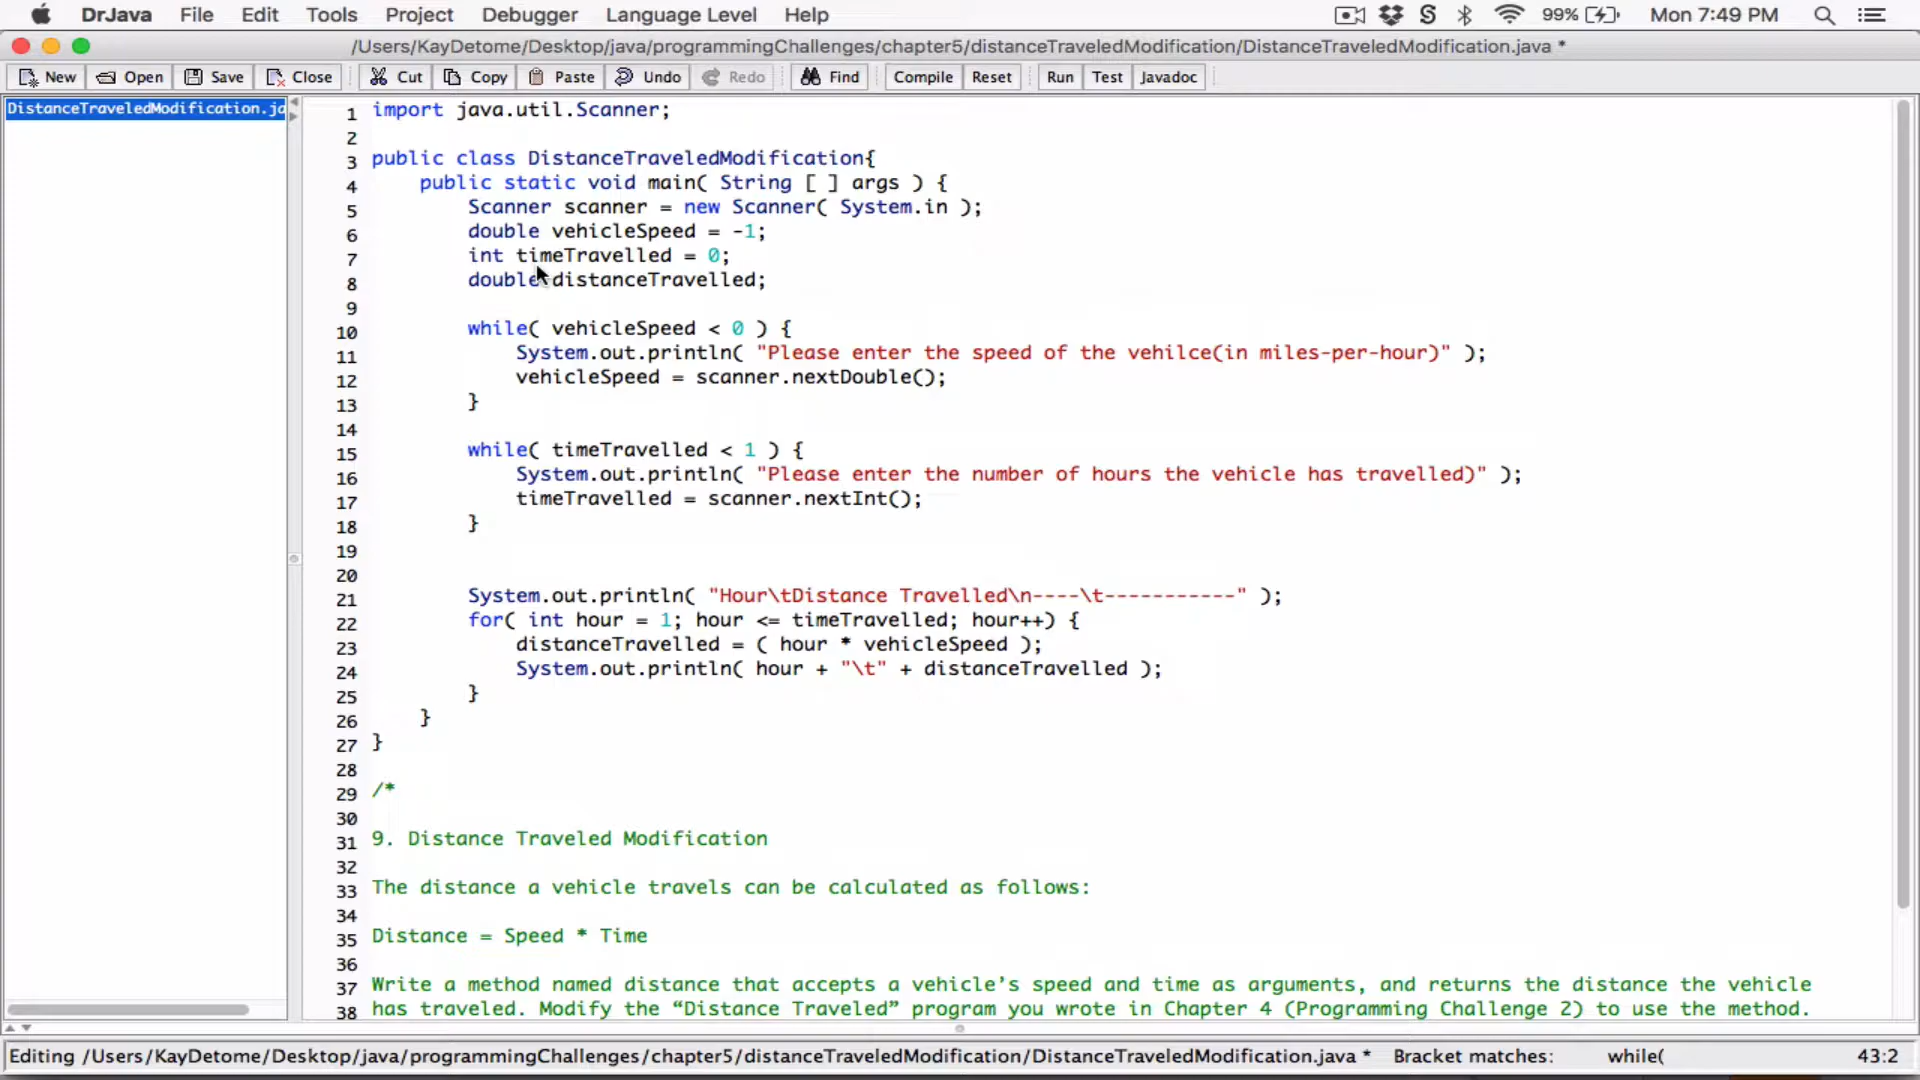 DrJava File Edit Tools Project Debugger Language Level Help S 99% Mon 7:49 PM
/Users/KayDetome/Desktop/java/programmingChallenges/chapter5/distanceTraveledModification/DistanceTraveledModification.java *
New Open Save Close Cut Copy Paste Undo Redo Find Compile Reset Run Test Javadoc
DistanceTraveledModification.ja
1 import java.util.Scanner;
2
3 public class DistanceTraveledModification{
4 public static void main( String [ ] args ) {
5 Scanner scanner = new Scanner( System.in );
6 double vehicleSpeed = -1;
7 int timeTravelled = 0;
8 double distanceTravelled;
9
10 while( vehicleSpeed < 0 ) {
11 System.out.println( "Please enter the speed of the vehilce(in miles-per-hour)" );
12 vehicleSpeed = scanner.nextDouble();
13 }
14
15 while( timeTravelled < 1 ) {
16 System.out.println( "Please enter the number of hours the vehicle has travelled)" );
17 timeTravelled = scanner.nextInt();
18 }
19
20
21 System.out.println( "Hour\tDistance Travelled\n----\t-----------" );
22 for( int hour = 1; hour <= timeTravelled; hour++) {
23 distanceTravelled = ( hour * vehicleSpeed );
24 System.out.println( hour + "\t" + distanceTravelled );
25 }
26 }
27 }
28
29 /*
30
31 9. Distance Traveled Modification
32
33 The distance a vehicle travels can be calculated as follows:
34
35 Distance = Speed * Time
36
37 Write a method named distance that accepts a vehicle’s speed and time as arguments, and returns the distance the vehicle
38 has traveled. Modify the “Distance Traveled” program you wrote in Chapter 4 (Programming Challenge 2) to use the method.
Editing /Users/KayDetome/Desktop/java/programmingChallenges/chapter5/distanceTraveledModification/DistanceTraveledModification.java * Bracket matches: while( 43:2